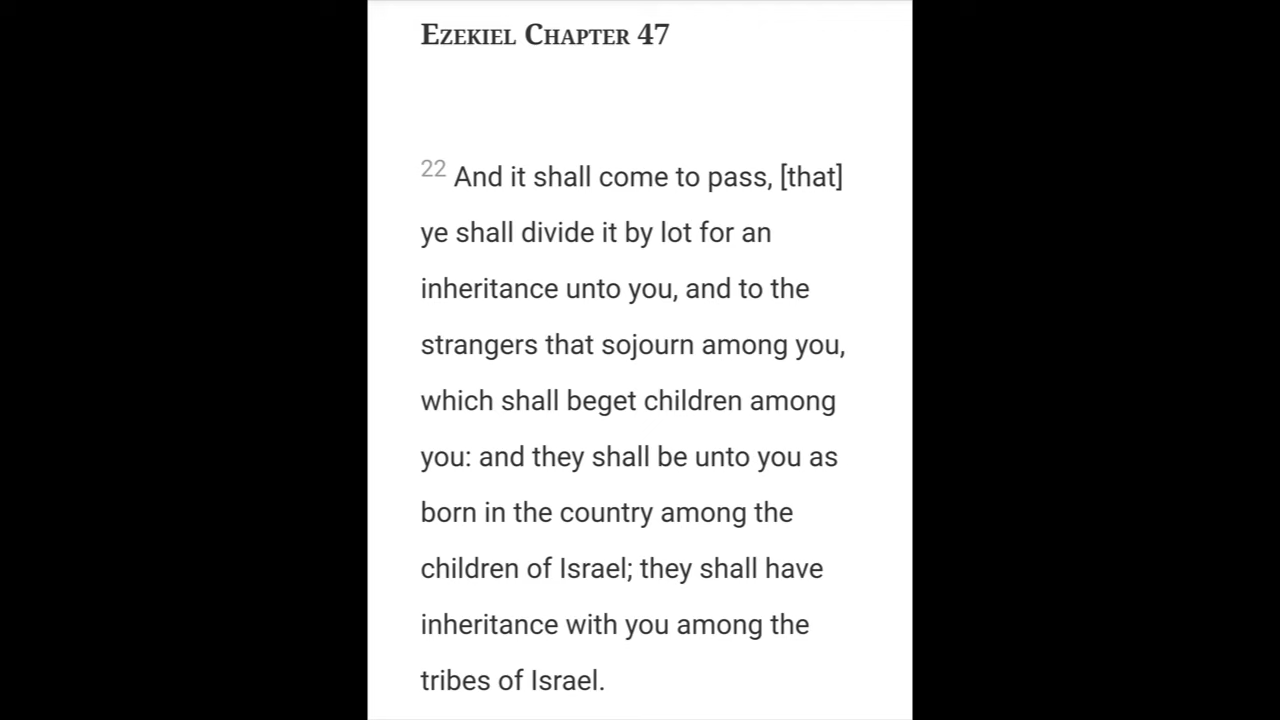 Ezekiel Chapter 47
22 And it shall come to pass, [that]
ye shall divide it by lot for an
inheritance unto you, and to the
strangers that sojourn among you,
which shall beget children among
you: and they shall be unto you as
born in the country among the
children of Israel; they shall have
inheritance with you among the
tribes of Israel.